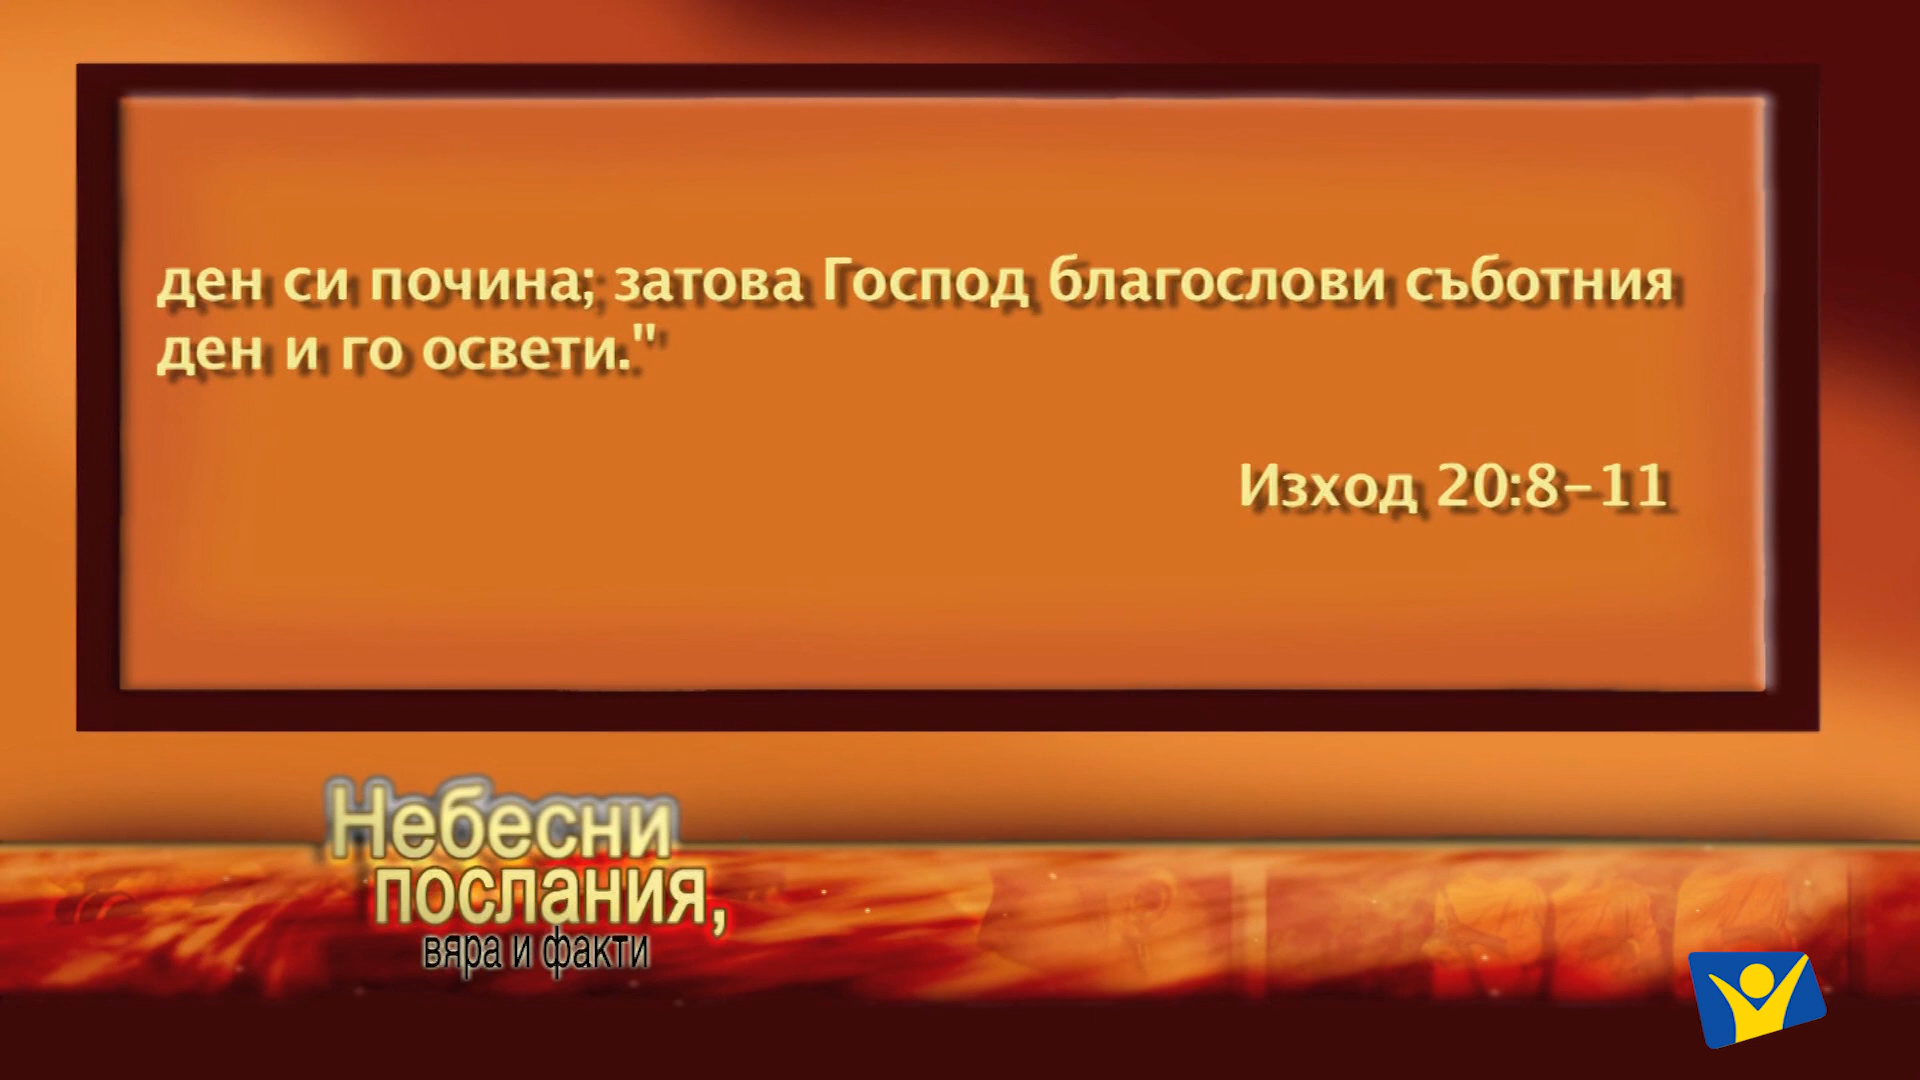 ден си почина; затова Господ благослови съботния
ден и го освети."
Изход 20:8–11
Небесни
послания,
вяра и факти